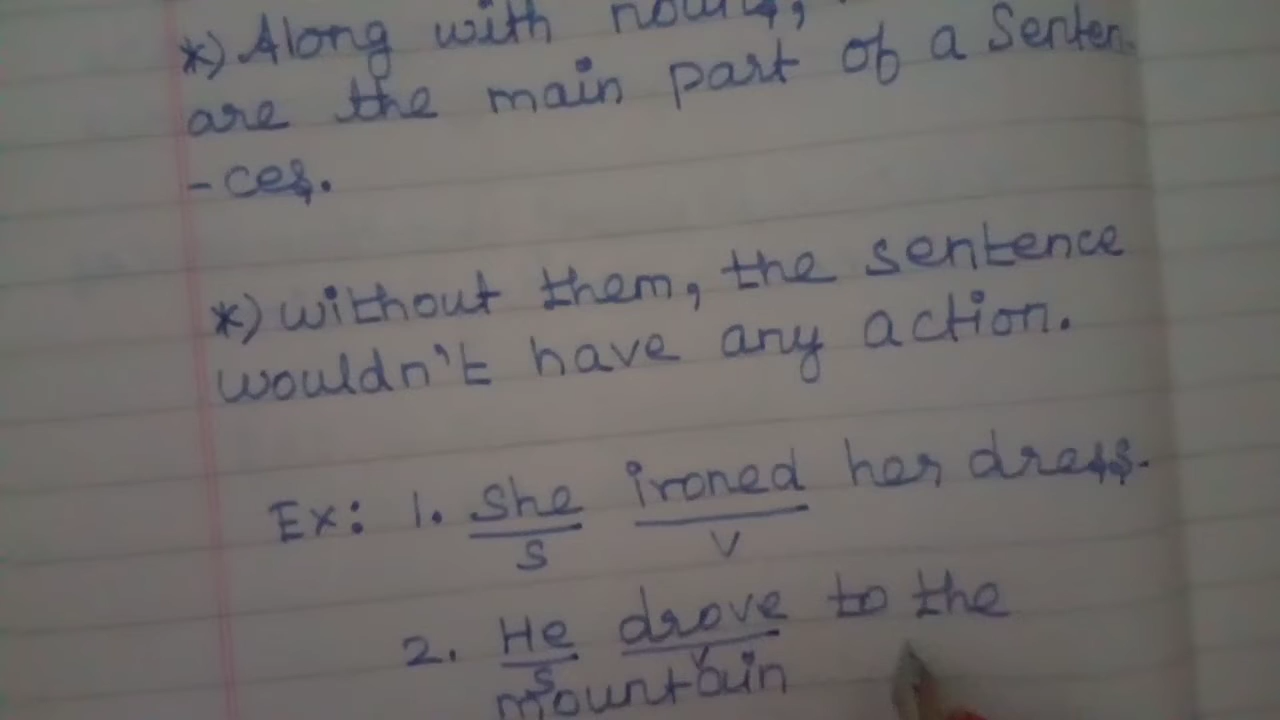 *) Along with nouns,
are the main part of a Senten
-ces.
*) without them, the sentence
wouldn't have any action.
Ex: 1. She ironed her dress.
S V
2. He drove to the
S V
mountain